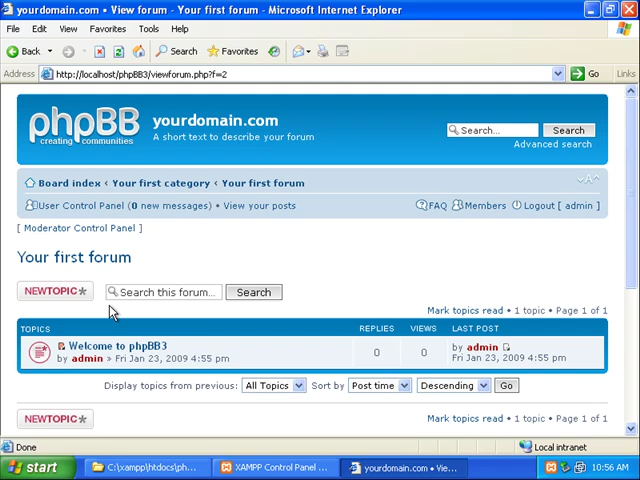 yourdomain.com • View forum - Your first forum - Microsoft Internet Explorer
File Edit View Favorites Tools Help
Back Search Favorites
Address http://localhost/phpBB3/viewforum.php?f=2 Go Links
phpBB creating communities
yourdomain.com
A short text to describe your forum
Search... Search
Advanced search
Board index ‹ Your first category ‹ Your first forum
User Control Panel (0 new messages) • View your posts FAQ Members Logout [ admin ]
[ Moderator Control Panel ]
Your first forum
NEWTOPIC* Search this forum... Search
Mark topics read • 1 topic • Page 1 of 1
TOPICS REPLIES VIEWS LAST POST
Welcome to phpBB3 0 0 by admin
by admin » Fri Jan 23, 2009 4:55 pm Fri Jan 23, 2009 4:55 pm
Display topics from previous: All Topics Sort by Post time Descending Go
NEWTOPIC* Mark topics read • 1 topic • Page 1 of 1
Done Local intranet
start C:\xampp\htdocs\ph... XAMPP Control Panel ... yourdomain.com • Vie... 10:56 AM